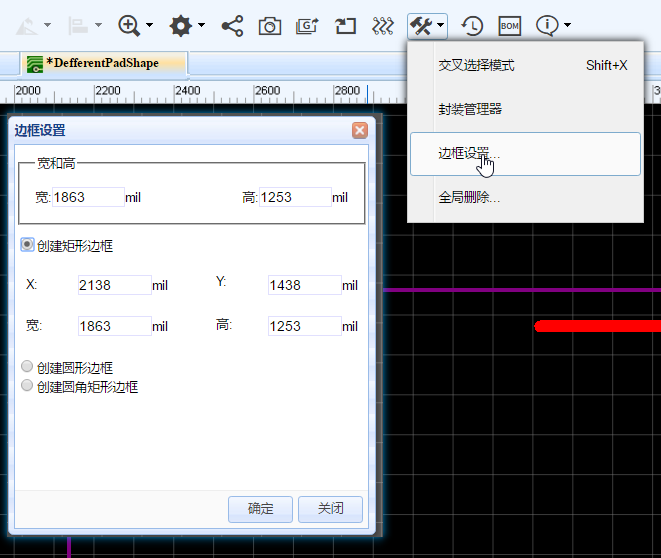 BOM
*DefferentPadShape
2000 2200 2400 2600 2800
交叉选择模式 Shift+X
封装管理器
边框设置...
全局删除...
边框设置
宽和高
宽: 1863 mil 高: 1253 mil
创建矩形边框
X: 2138 mil Y: 1438 mil
宽: 1863 mil 高: 1253 mil
创建圆形边框
创建圆角矩形边框
确定 关闭